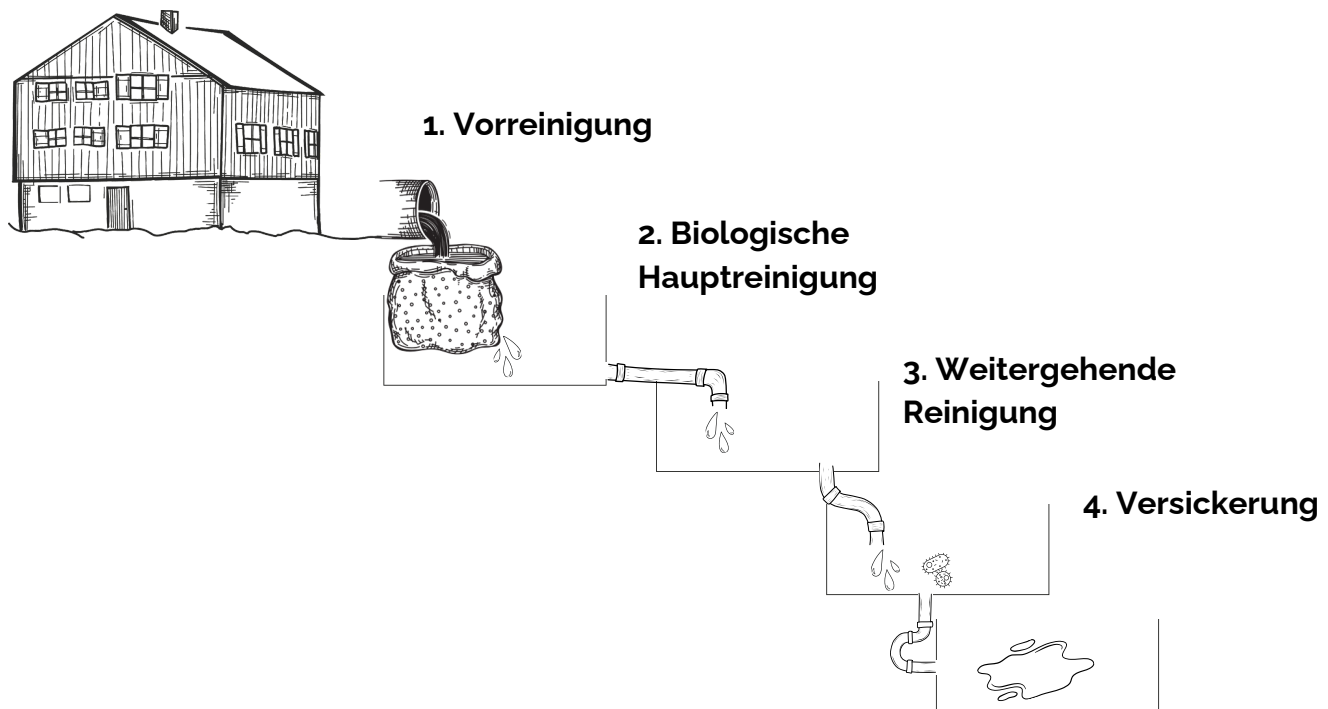 1. Vorreinigung
2. Biologische
Hauptreinigung
3. Weitergehende
Reinigung
4. Versickerung